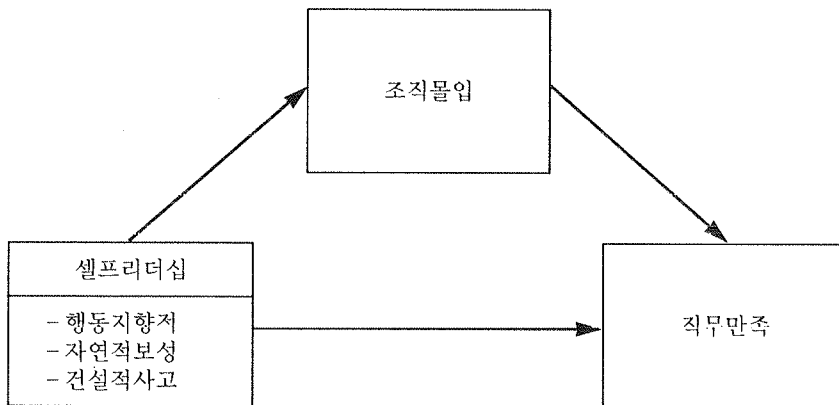 조직몰입
셀프리더십
- 행동지향저
- 자연적보성
- 건설적사고
직무만족